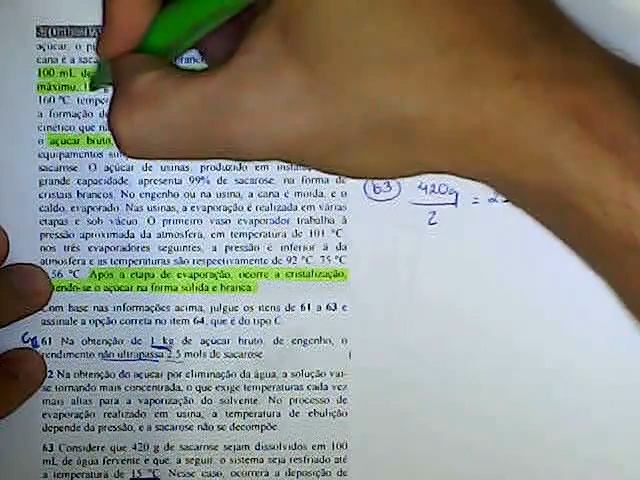 açúcar, o
cana é a
100 mL de
máximo, 1
160 °C, tempe
a formação de
cinético que
o açúcar bruto,
equipamentos
sacarose. O açúcar de usinas, produzido em
grande capacidade, apresenta 99% de sacarose, na forma de
cristais brancos. No engenho ou na usina, a cana é moída, e o
caldo, evaporado. Nas usinas, a evaporação é realizada em várias
etapas e sob vácuo. O primeiro vaso evaporador trabalha à
pressão aproximada da atmosfera, em temperatura de 101 °C;
nos três evaporadores seguintes, a pressão é inferior à da
atmosfera e as temperaturas são respectivamente de 92 °C, 75 °C
56 °C. Após a etapa de evaporação, ocorre a cristalização,
endo-se o açúcar na forma sólida e branca.
om base nas informações acima, julgue os itens de 61 a 63 e
assinale a opção correta no item 64, que é do tipo C.
61 Na obtenção de 1 kg de açúcar bruto, de engenho, o
rendimento não ultrapassa 2,5 mols de sacarose.
2 Na obtenção do açúcar por eliminação da água, a solução vai-
se tornando mais concentrada, o que exige temperaturas cada vez
mais altas para a vaporização do solvente. No processo de
evaporação realizado em usina, a temperatura de ebulição
depende da pressão, e a sacarose não se decompõe.
63 Considere que 420 g de sacarose sejam dissolvidos em 100
mL de água fervente e que, a seguir, o sistema seja resfriado até
a temperatura de 15 °C. Nesse caso, ocorrerá a deposição de
63 420g
= 2
2